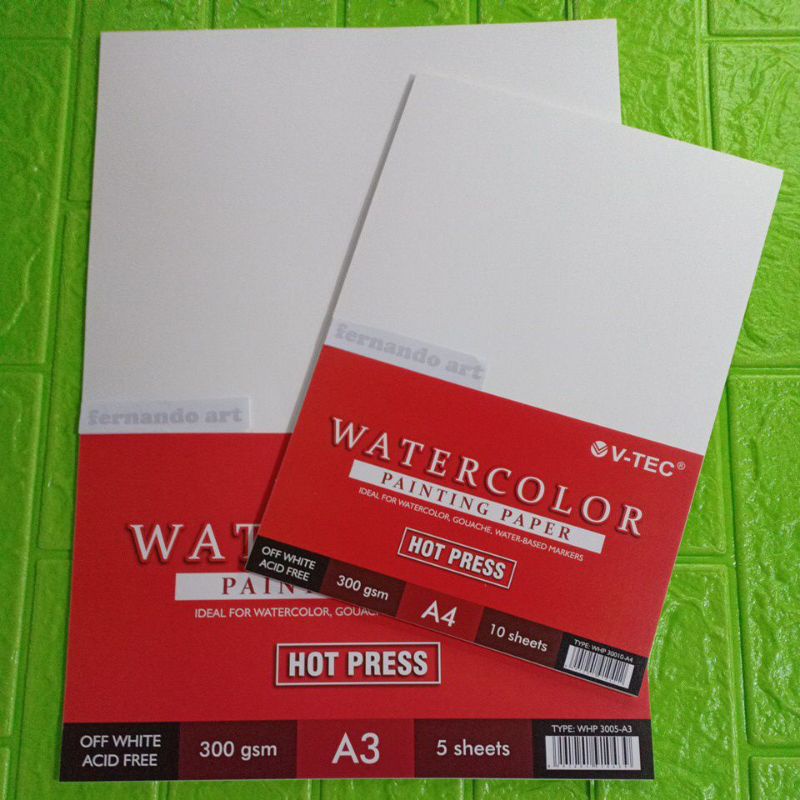 fernando art
V-TEC®
WATERCOLOR
PAINTING PAPER
IDEAL FOR WATERCOLOR, GOUACHE, WATER-BASED MARKERS
HOT PRESS
OFF WHITE
ACID FREE
300 gsm
A4
10 sheets
TYPE: WHP 30010-A4
fernando art
WAT
PAIN
IDEAL FOR WATERCOLOR, GOUAC
HOT PRESS
OFF WHITE
ACID FREE
300 gsm
A3
5 sheets
TYPE: WHP 3005-A3